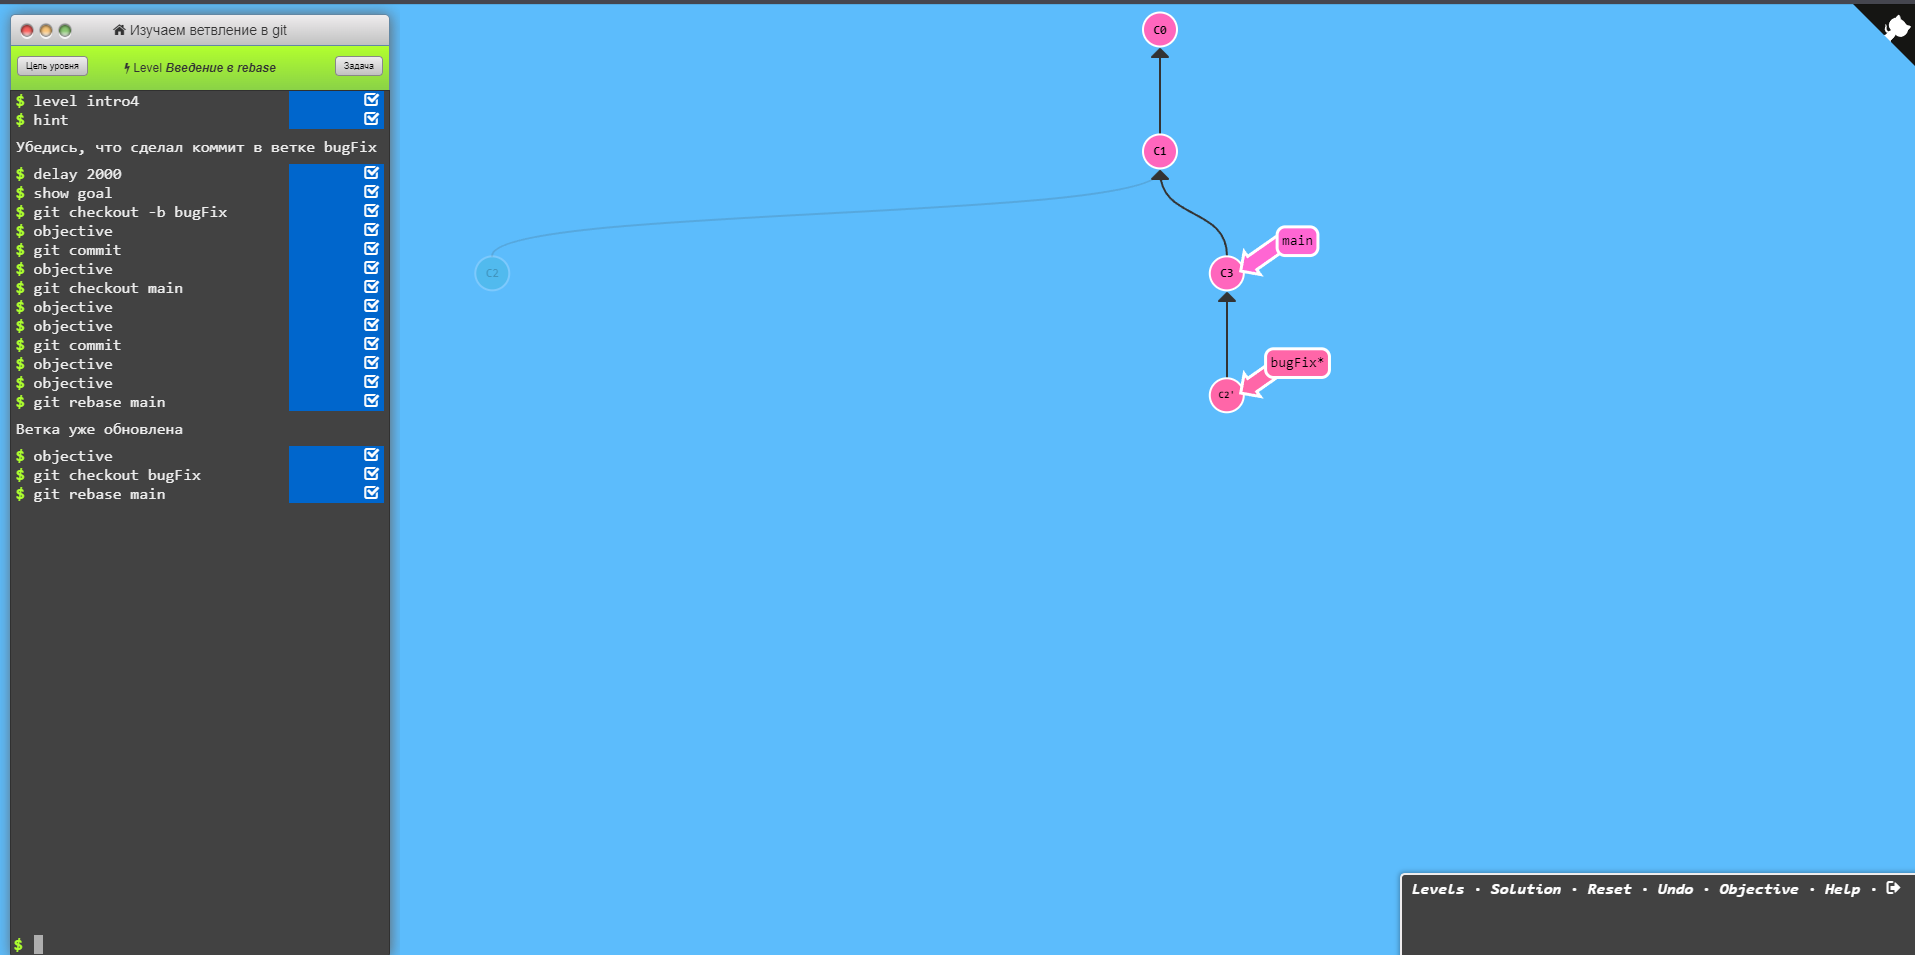 Изучаем ветвление в git
Цель уровня
Level Введение в rebase
Задача
$ level intro4
$ hint
Убедись, что сделал коммит в ветке bugFix
$ delay 2000
$ show goal
$ git checkout -b bugFix
$ objective
$ git commit
$ objective
$ git checkout main
$ objective
$ objective
$ git commit
$ objective
$ objective
$ git rebase main
Ветка уже обновлена
$ objective
$ git checkout bugFix
$ git rebase main
$
C0
C1
main
C2
C3
bugFix*
C2'
Levels · Solution · Reset · Undo · Objective · Help ·